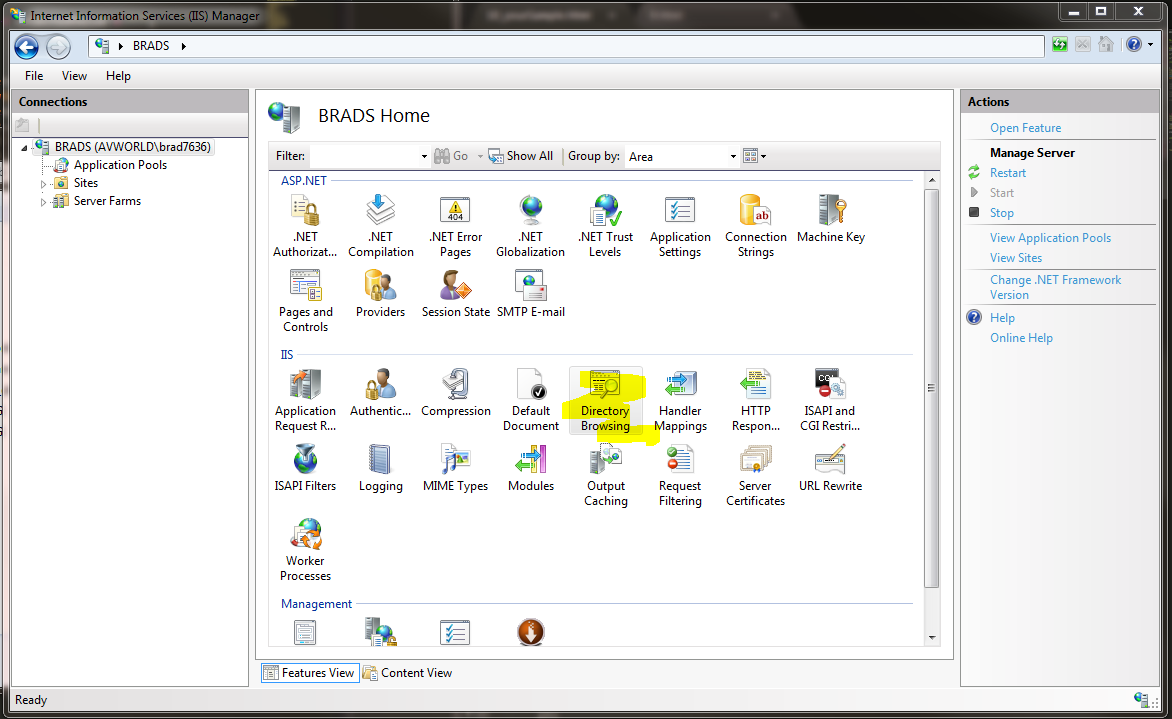 Internet Information Services (IIS) Manager
BRADS
File View Help
Connections
BRADS (AVWORLD\brad7636)
Application Pools
Sites
Server Farms
BRADS Home
Filter: Go Show All Group by: Area
ASP.NET
.NET Authorizat...
.NET Compilation
404
.NET Error Pages
.NET Globalization
.NET Trust Levels
Application Settings
ab
Connection Strings
Machine Key
Pages and Controls
Providers
Session State
SMTP E-mail
IIS
Application Request R...
Authentic...
Compression
Default Document
Directory Browsing
Handler Mappings
HTTP Respon...
ISAPI and CGI Restri...
ISAPI Filters
Logging
MIME Types
Modules
Output Caching
Request Filtering
Server Certificates
URL Rewrite
Worker Processes
Management
Features View Content View
Actions
Open Feature
Manage Server
Restart
Start
Stop
View Application Pools
View Sites
Change .NET Framework
Version
Help
Online Help
Ready